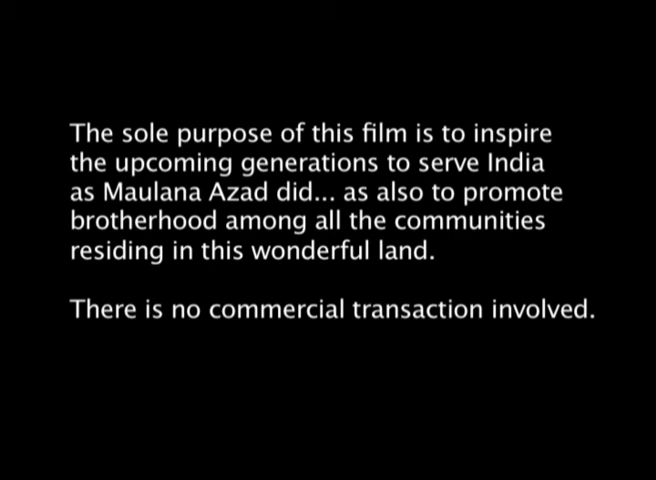 The sole purpose of this film is to inspire
the upcoming generations to serve India
as Maulana Azad did... as also to promote
brotherhood among all the communities
residing in this wonderful land.
There is no commercial transaction involved.